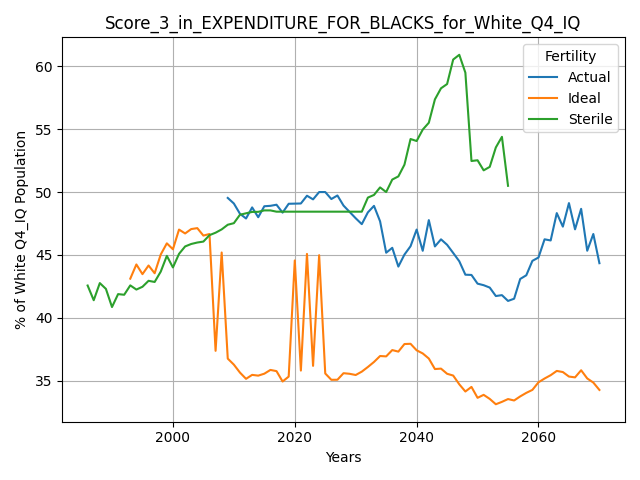 Score_3_in_EXPENDITURE_FOR_BLACKS_for_White_Q4_IQ
Fertility
Actual
Ideal
Sterile
% of White Q4_IQ Population
60
55
50
45
40
35
2000
2020
2040
2060
Years